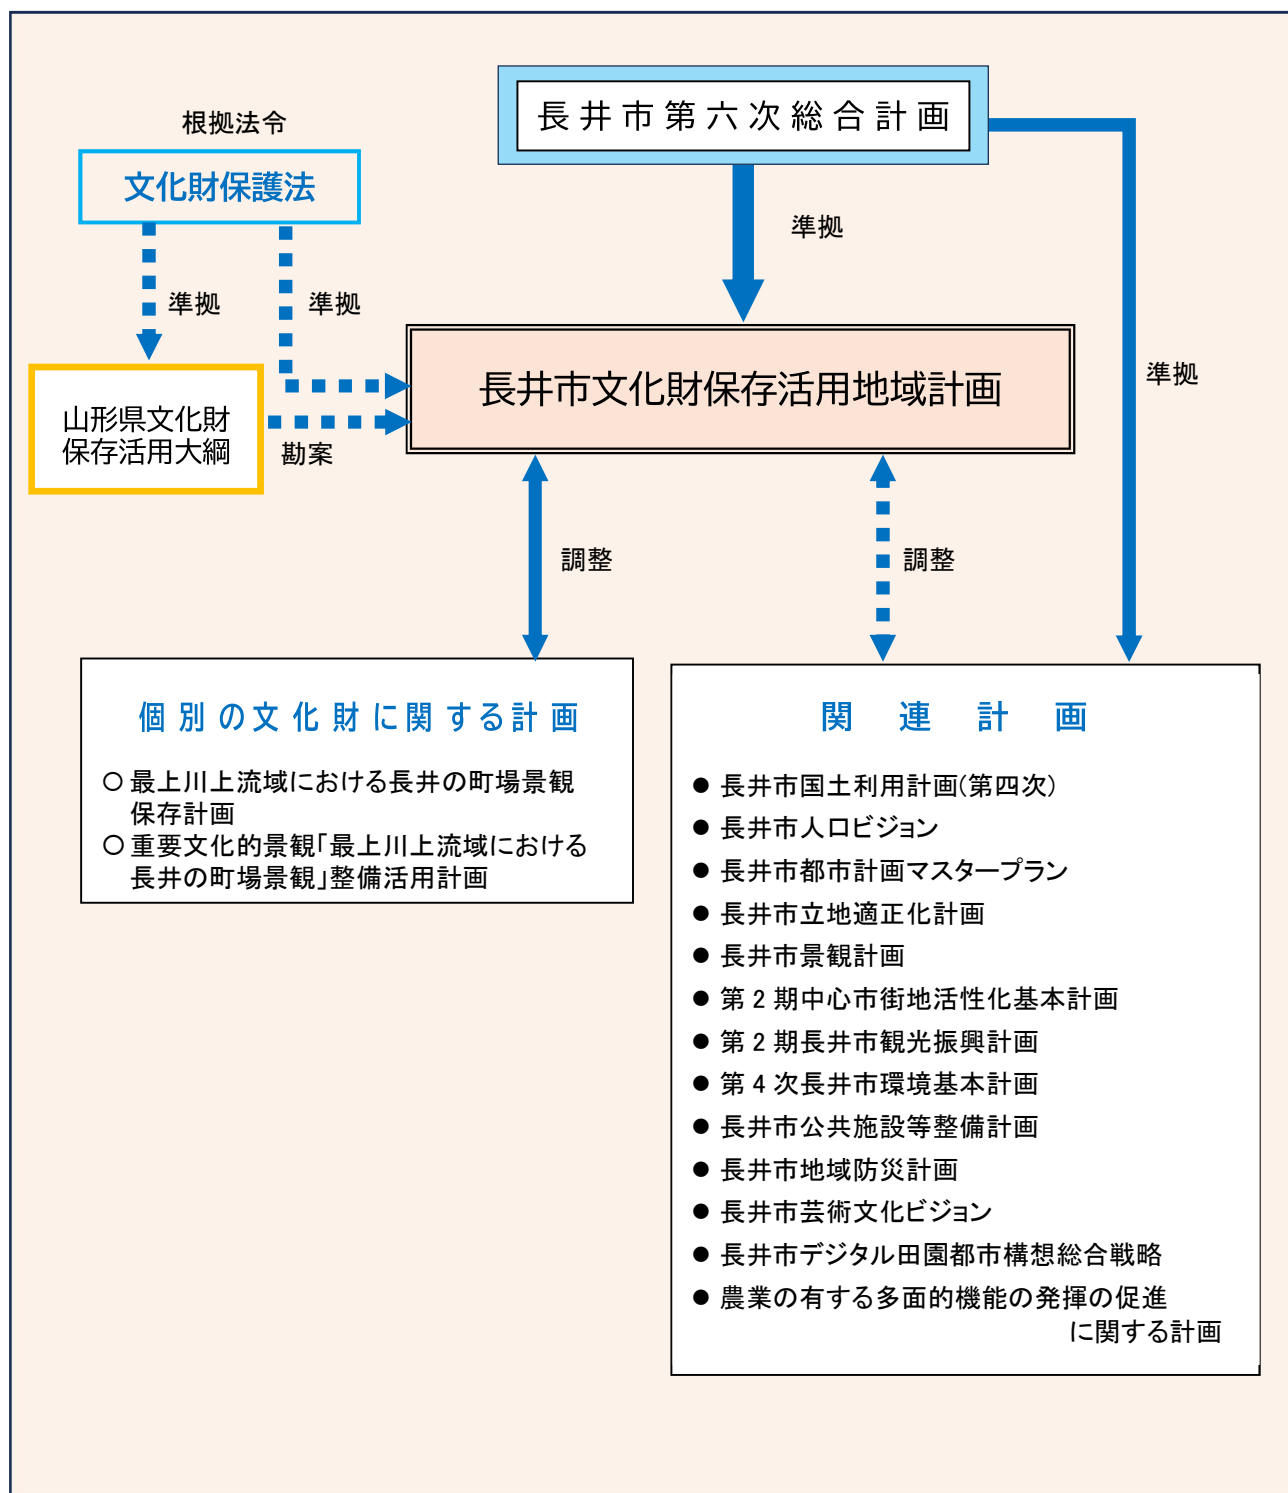 長井市第六次総合計画
根拠法令
文化財保護法
準拠
準拠
準拠
準拠
山形県文化財
保存活用大綱
勘案
長井市文化財保存活用地域計画
調整
調整
個別の文化財に関する計画
○最上川上流域における長井の町場景観
保存計画
○重要文化的景観「最上川上流域における
長井の町場景観」整備活用計画
関連計画
● 長井市国土利用計画(第四次)
● 長井市人口ビジョン
● 長井市都市計画マスタープラン
● 長井市立地適正化計画
● 長井市景観計画
● 第2期中心市街地活性化基本計画
● 第2期長井市観光振興計画
● 第4次長井市環境基本計画
● 長井市公共施設等整備計画
● 長井市地域防災計画
● 長井市芸術文化ビジョン
● 長井市デジタル田園都市構想総合戦略
● 農業の有する多面的機能の発揮の促進
に関する計画